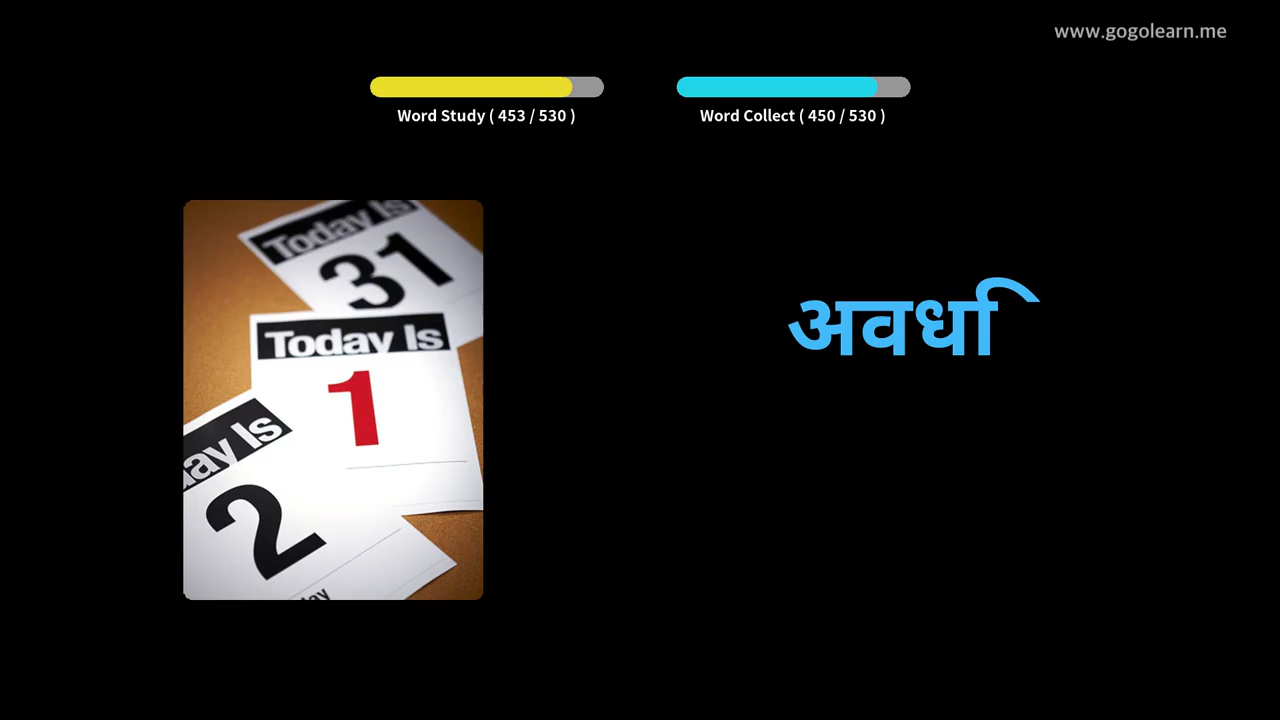 www.gogolearn.me
Word Study ( 453 / 530 )
Word Collect ( 450 / 530 )
Today Is
31
Today Is
1
ay Is
2
अवधि